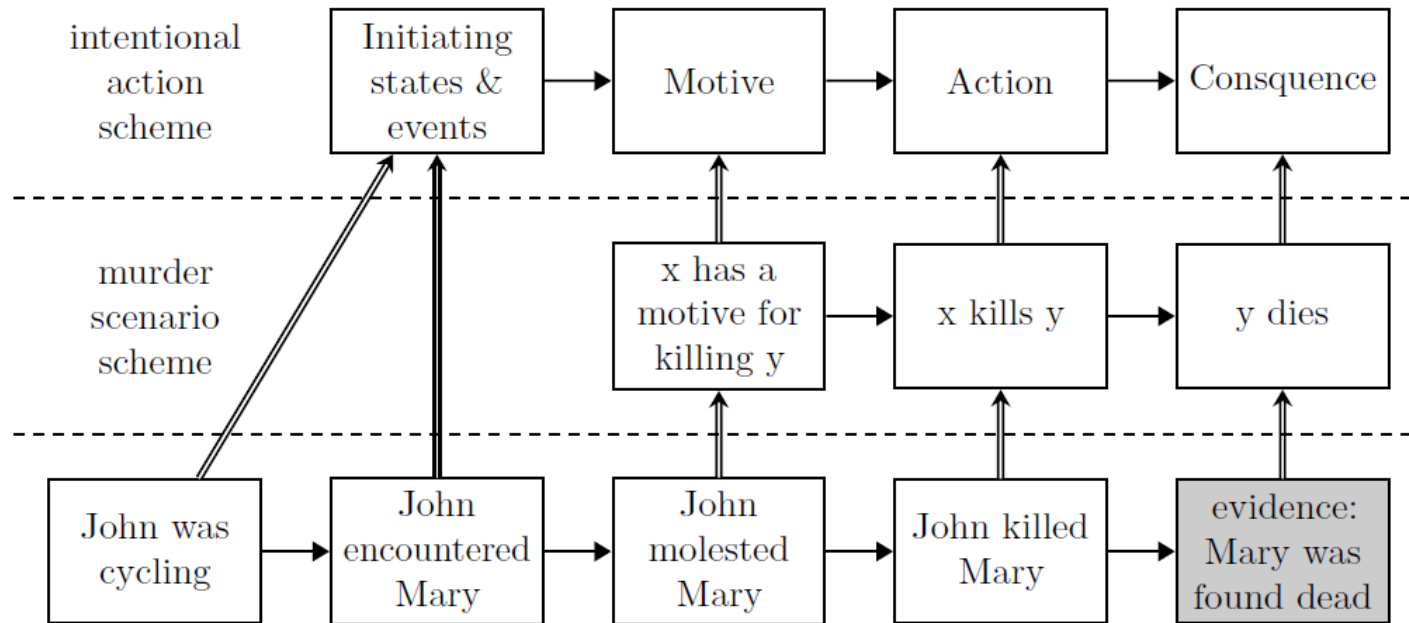 intentional
action
scheme
Initiating
states &
events
Motive
Action
Consquence
murder
scenario
scheme
x has a
motive for
killing y
x kills y
y dies
John was
cycling
John
encountered
Mary
John
molested
Mary
John killed
Mary
evidence:
Mary was
found dead